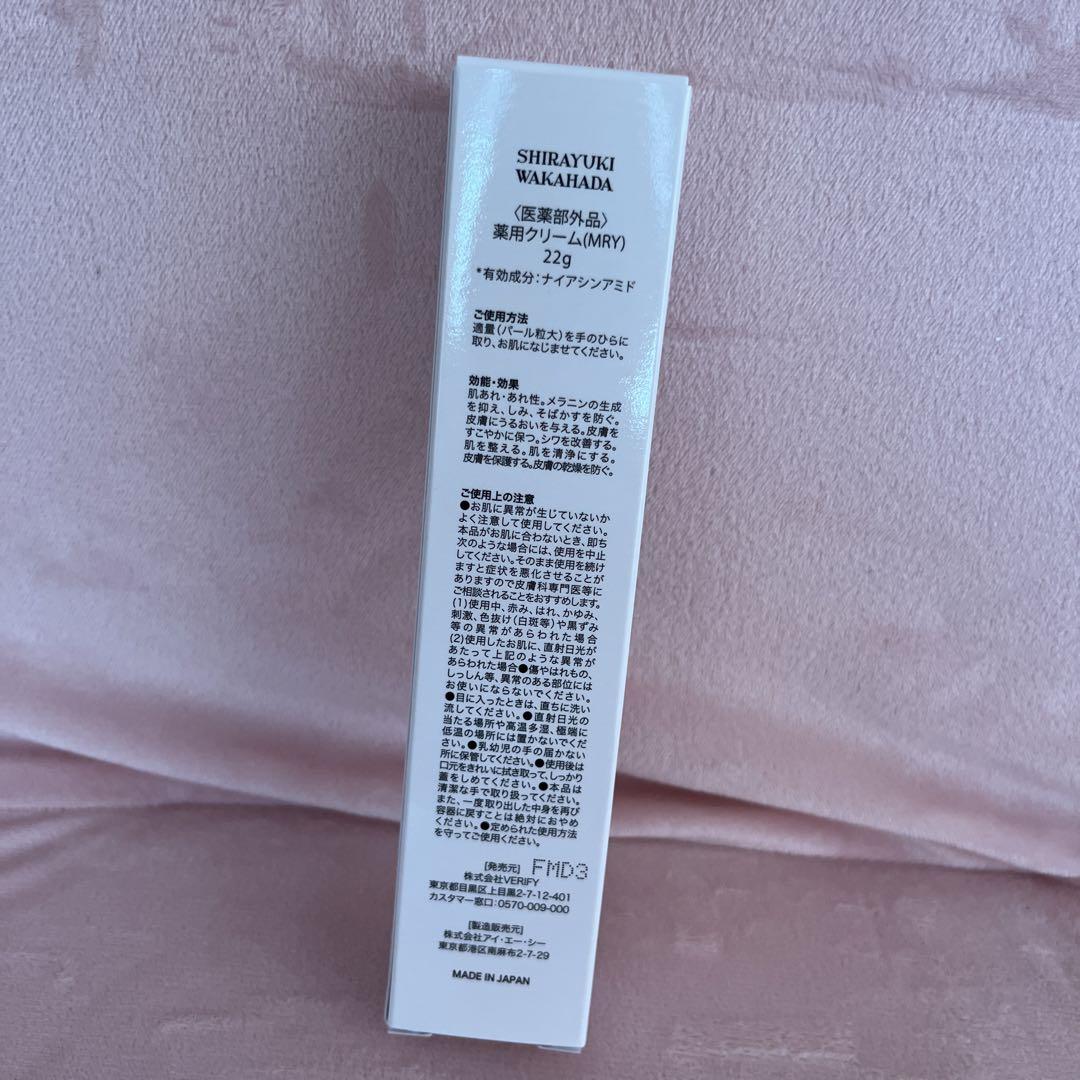 SHIRAYUKI
WAKAHADA
〈医薬部外品〉
薬用クリーム(MRY)
22g
*有効成分：ナイアシンアミド
ご使用方法
適量（パール粒大）を手のひらに
取り、お肌になじませてください。
効能・効果
肌あれ・あれ性。メラニンの生成
を抑え、しみ、そばかすを防ぐ。
皮膚にうるおいを与える。皮膚を
すこやかに保つ。シワを改善する。
肌を整える。肌を清浄にする。
皮膚を保護する。皮膚の乾燥を防ぐ。
ご使用上の注意
●お肌に異常が生じていないか
よく注意して使用してください。
本品がお肌に合わないとき、即ち
次のような場合には、使用を中止
してください。そのまま使用を続け
ますと症状を悪化させることが
ありますので皮膚科専門医等に
ご相談されることをおすすめします。
(1)使用中、赤み、はれ、かゆみ、
刺激、色抜け(白斑等)や黒ずみ
等の異常があらわれた場合
(2)使用したお肌に、直射日光が
あたって上記のような異常が
あらわれた場合●傷やはれもの、
しっしん等、異常のある部位には
お使いにならないでください。
●目に入ったときは、直ちに洗い
流してください。●直射日光の
当たる場所や高温多湿、極端に
低温の場所には置かないでくだ
さい。●乳幼児の手の届かない
所に保管してください。●使用後は
口元をきれいに拭き取って、しっかり
蓋をしめてください。●本品は
清潔な手で取り扱ってください。
また、一度取り出した中身を再び
容器に戻すことは絶対におやめ
ください。●定められた使用方法
を守ってご使用ください。
[発売元] FMD3
株式会社VERIFY
東京都目黒区上目黒2-7-12-401
カスタマー窓口：0570-009-000
[製造販売元]
株式会社アイ・エー・シー
東京都港区南麻布2-7-29
MADE IN JAPAN